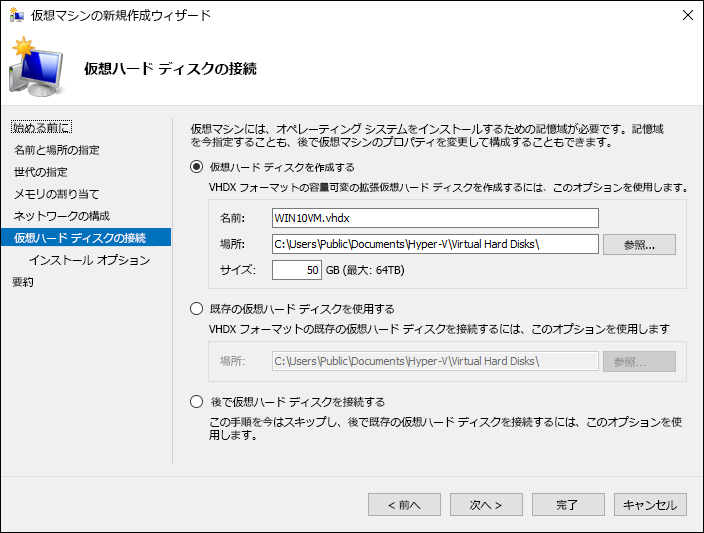 仮想マシンの新規作成ウィザード
仮想ハード ディスクの接続
始める前に
名前と場所の指定
世代の指定
メモリの割り当て
ネットワークの構成
仮想ハード ディスクの接続
インストール オプション
要約
仮想マシンには、オペレーティング システムをインストールするための記憶域が必要です。記憶域
を今指定することも、後で仮想マシンのプロパティを変更して構成することもできます。
仮想ハード ディスクを作成する
VHDX フォーマットの容量可変の拡張仮想ハード ディスクを作成するには、このオプションを使用します。
名前: WIN10VM.vhdx
場所: C:\Users\Public\Documents\Hyper-V\Virtual Hard Disks\ 参照...
サイズ: 50 GB (最大: 64TB)
既存の仮想ハード ディスクを使用する
VHDX フォーマットの既存の仮想ハード ディスクを接続するには、このオプションを使用します
場所: C:\Users\Public\Documents\Hyper-V\Virtual Hard Disks\ 参照...
後で仮想ハード ディスクを接続する
この手順を今はスキップし、後で既存の仮想ハード ディスクを接続するには、このオプションを使
用します。
< 前へ 次へ > 完了 キャンセル